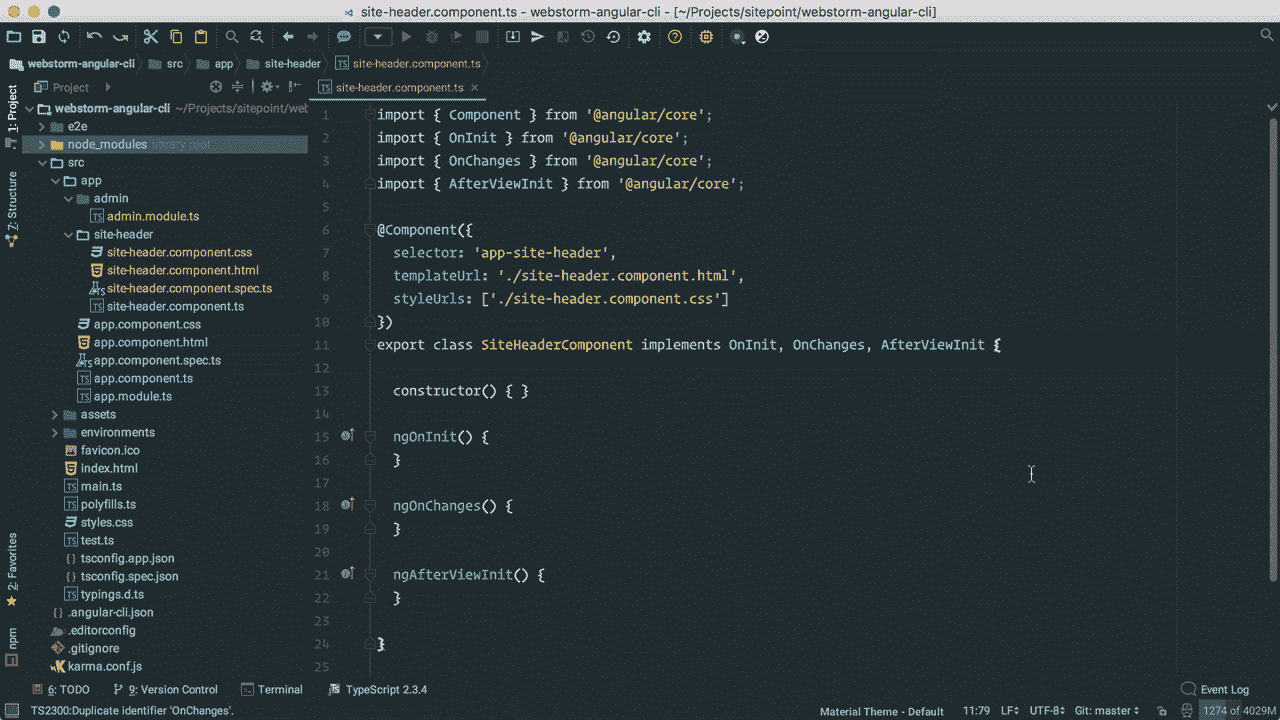 site-header.component.ts - webstorm-angular-cli - [~/Projects/sitepoint/webstorm-angular-cli]
webstorm-angular-cli src app site-header site-header.component.ts
1: Project
7: Structure
2: Favorites
npm
Project
webstorm-angular-cli ~/Projects/sitepoint/web
e2e
node_modules library root
src
app
admin
admin.module.ts
site-header
site-header.component.css
site-header.component.html
site-header.component.spec.ts
site-header.component.ts
app.component.css
app.component.html
app.component.spec.ts
app.component.ts
app.module.ts
assets
environments
favicon.ico
index.html
main.ts
polyfills.ts
styles.css
test.ts
tsconfig.app.json
tsconfig.spec.json
typings.d.ts
.angular-cli.json
.editorconfig
.gitignore
karma.conf.js
site-header.component.ts
1 import { Component } from '@angular/core';
2 import { OnInit } from '@angular/core';
3 import { OnChanges } from '@angular/core';
4 import { AfterViewInit } from '@angular/core';
5
6 @Component({
7 selector: 'app-site-header',
8 templateUrl: './site-header.component.html',
9 styleUrls: ['./site-header.component.css']
10 })
11 export class SiteHeaderComponent implements OnInit, OnChanges, AfterViewInit {
12
13 constructor() { }
14
15 ngOnInit() {
16 }
17
18 ngOnChanges() {
19 }
20
21 ngAfterViewInit() {
22 }
23
24 }
25
6: TODO 9: Version Control Terminal TypeScript 2.3.4 Event Log
TS2300:Duplicate identifier 'OnChanges'. Material Theme - Default 11:79 LF UTF-8 Git: master 1274 of 4029M